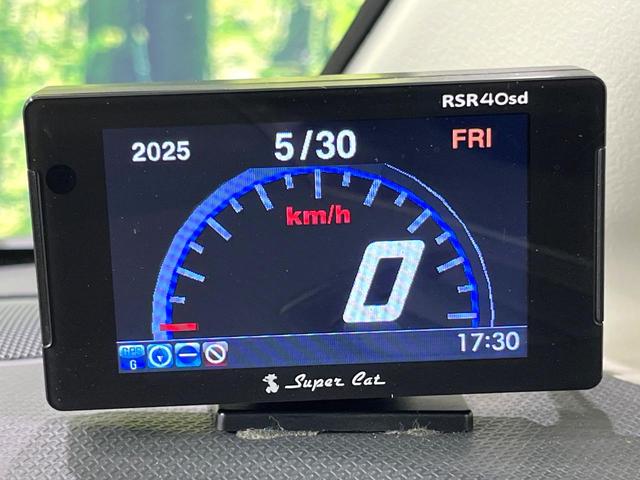 RSR40sd
2025 5/30 FRI
km/h
0
GPS
G
17:30
Super Cat